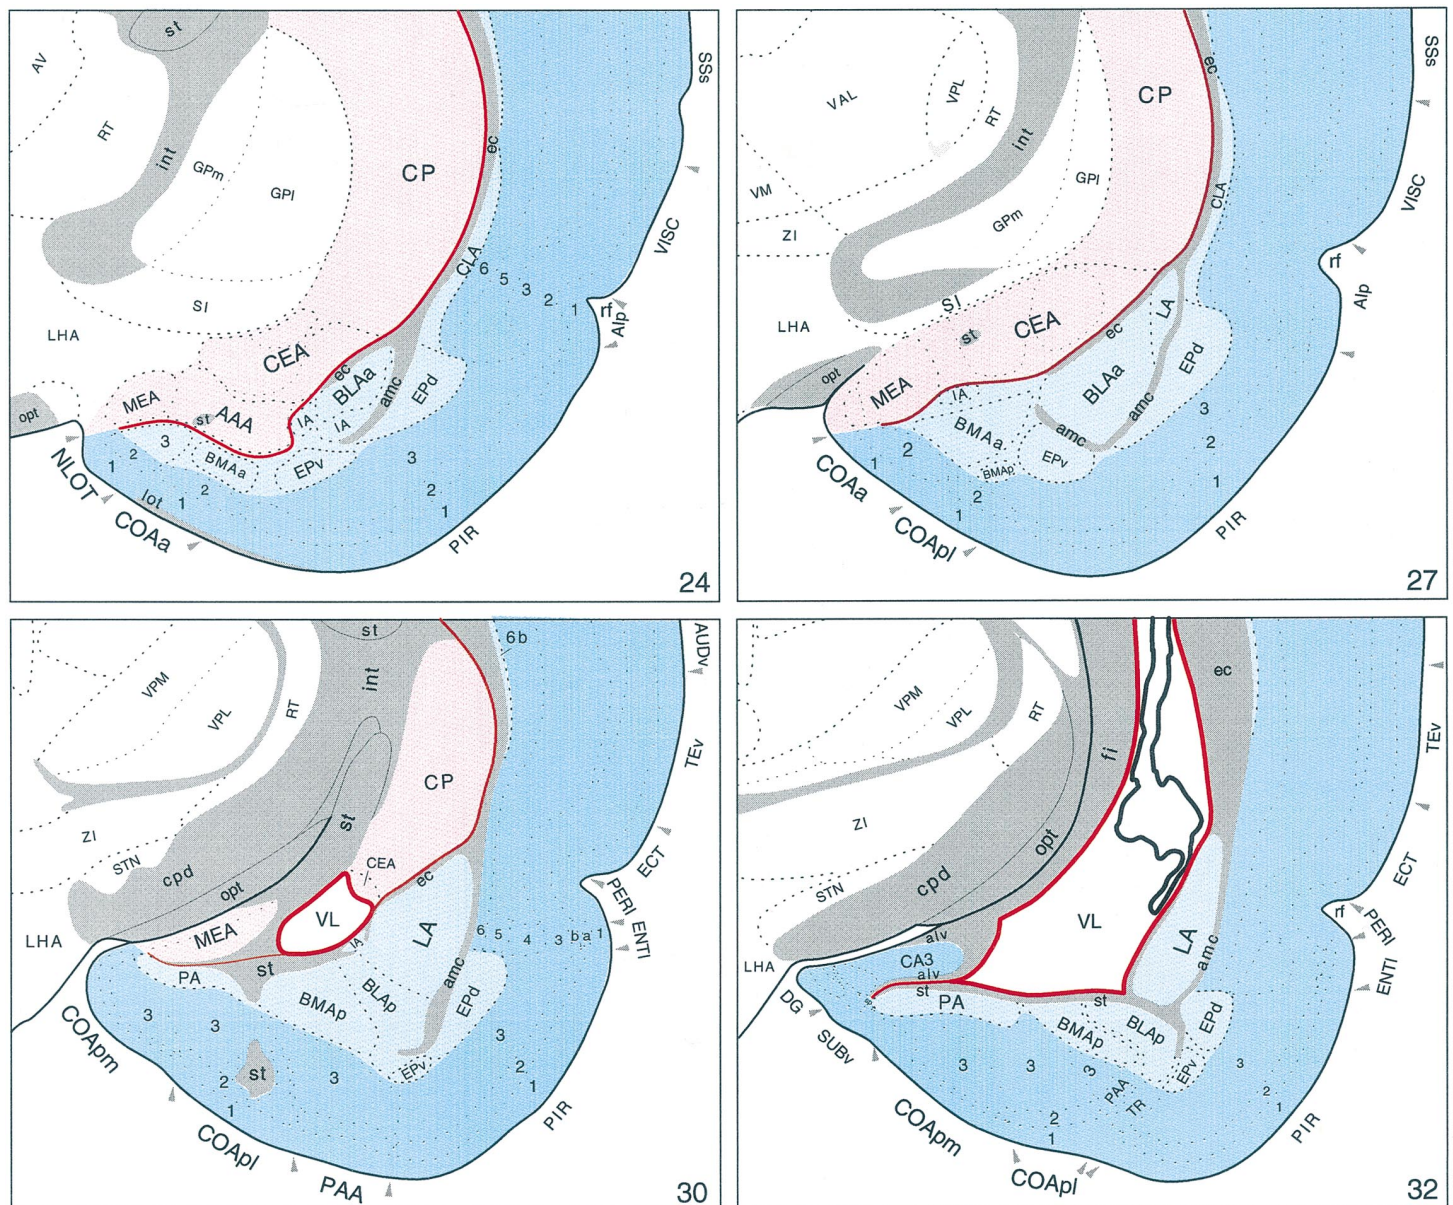 st
AV
RT
int
GPm
GPl
CP
ec
SSs
VISC
CLA
6
5
3
2
1
rf
AIp
SI
LHA
CEA
ec
BLAa
amc
EPd
MEA
st
AAA
IA
IA
opt
3
2
1
BMAa
EPv
3
2
1
NLOT
lot
1
2
COAa
PIR
24
VAL
VPL
RT
int
CP
ec
SSs
VM
ZI
GPl
GPm
CLA
VISC
rf
AIp
SI
LHA
st
CEA
ec
LA
EPd
opt
MEA
IA
BLAa
amc
BMAa
amc
BMAp
EPv
3
2
1
1
2
2
1
COAa
COApl
PIR
27
st
6b
AUDv
int
VPM
VPL
RT
TEv
CP
st
ZI
STN
cpd
opt
CEA
ec
ECT
PERI
ENTI
LHA
MEA
VL
IA
LA
6
5
4
3
b
a
1
PA
st
BMAp
BLAp
amc
EPd
EPv
3
3
3
3
2
1
st
2
1
COApm
COApl
PAA
PIR
30
VPM
VPL
RT
fi
ec
TEv
ZI
opt
STN
cpd
ECT
VL
rf
PERI
ENTI
LHA
alv
CA3
alv
st
PA
st
LA
amc
DG
SUBv
BMAp
BLAp
EPd
EPv
3
3
3
3
PAA
TR
2
1
2
1
COApm
COApl
PIR
32